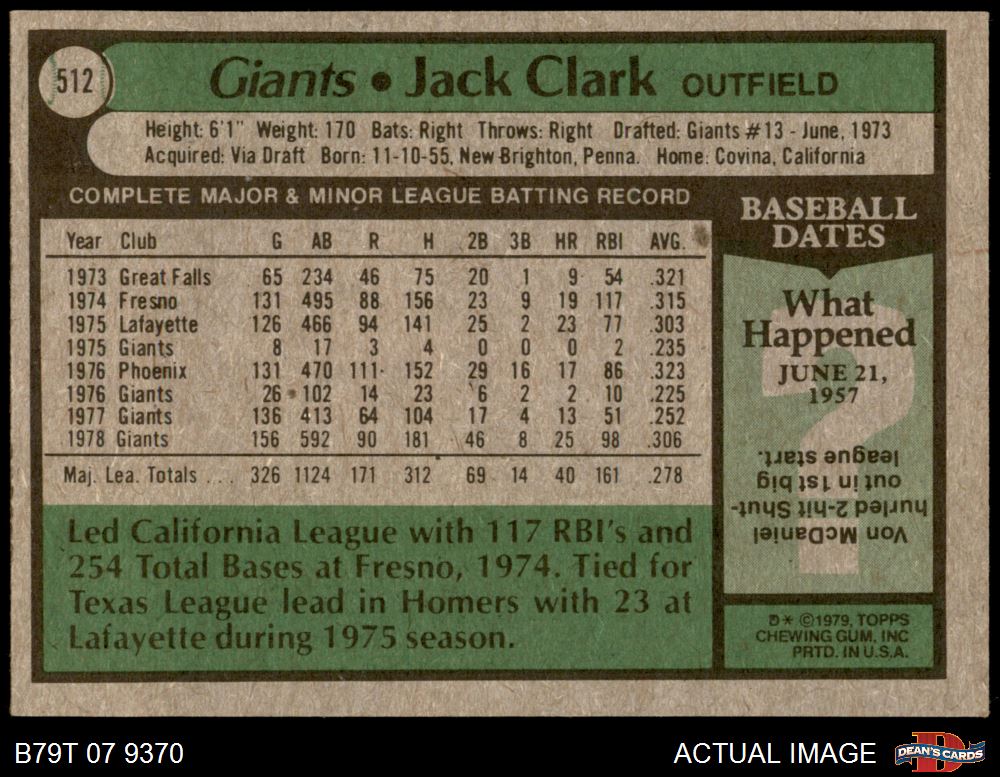 512
Giants • Jack Clark OUTFIELD
Height: 6'1" Weight: 170 Bats: Right Throws: Right Drafted: Giants #13 - June, 1973
Acquired: Via Draft Born: 11-10-55, New Brighton, Penna. Home: Covina, California
COMPLETE MAJOR & MINOR LEAGUE BATTING RECORD
Year Club G AB R H 2B 3B HR RBI AVG.
1973 Great Falls 65 234 46 75 20 1 9 54 .321
1974 Fresno 131 495 88 156 23 9 19 117 .315
1975 Lafayette 126 466 94 141 25 2 23 77 .303
1975 Giants 8 17 3 4 0 0 0 2 .235
1976 Phoenix 131 470 111 152 29 16 17 86 .323
1976 Giants 26 102 14 23 6 2 2 10 .225
1977 Giants 136 413 64 104 17 4 13 51 .252
1978 Giants 156 592 90 181 46 8 25 98 .306
Maj. Lea. Totals ... 326 1124 171 312 69 14 40 161 .278
Led California League with 117 RBI's and
254 Total Bases at Fresno, 1974. Tied for
Texas League lead in Homers with 23 at
Lafayette during 1975 season.
BASEBALL
DATES
What
Happened
JUNE 21,
1957
?
Von McDaniel
hurled 2-hit Shut-
out in 1st big
league start.
D* ©1979, TOPPS
CHEWING GUM, INC
PRTD. IN U.S.A.
B79T 07 9370
ACTUAL IMAGE
DEAN'S CARDS